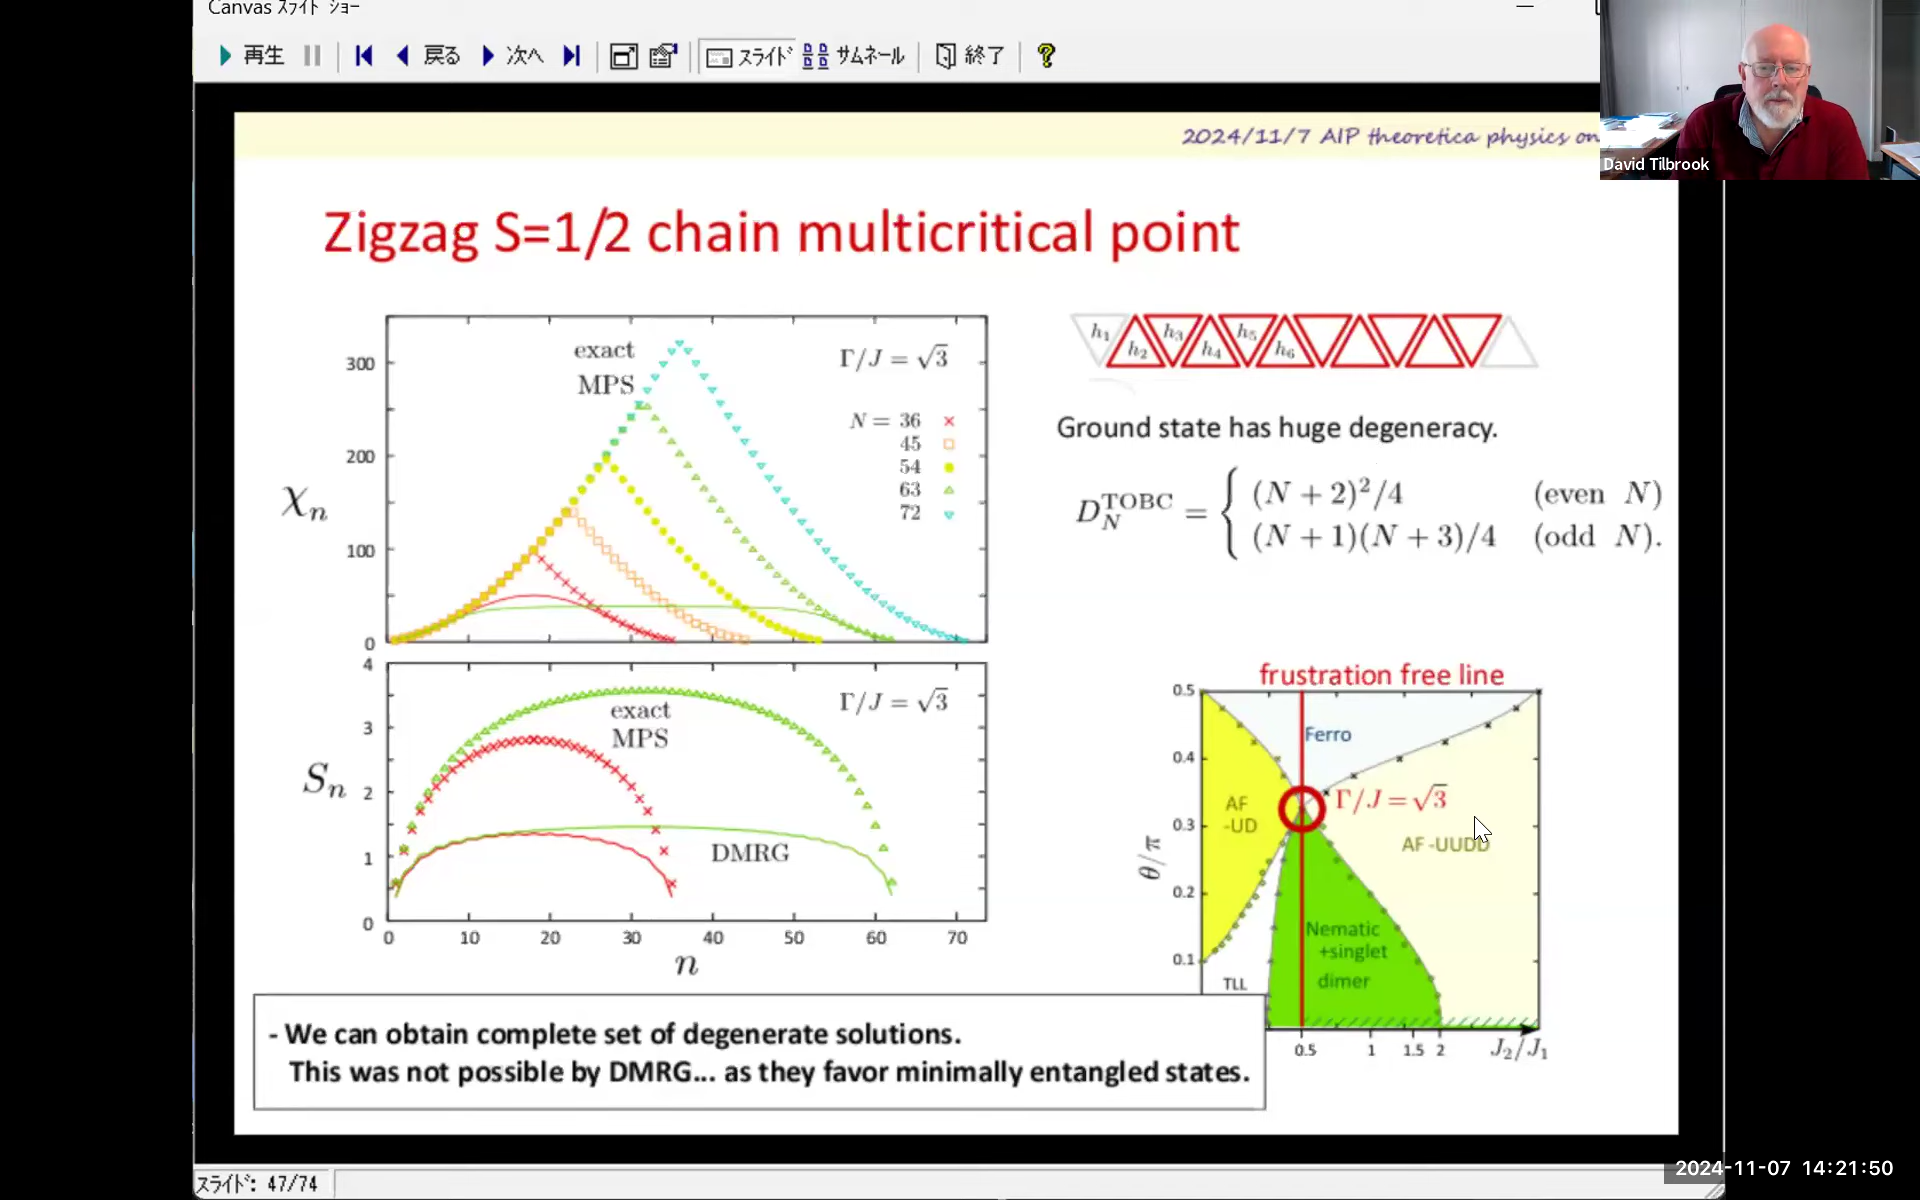 Canvas スライド ショー
再生 戻る 次へ スライド サムネール 終了
David Tilbrook
2024/11/7 AIP theoretica physics on
Zigzag S=1/2 chain multicritical point
300
200
100
0
χn
exact
MPS
Γ/J = √3
N = 36
45
54
63
72
4
3
2
1
0
Sn
exact
MPS
Γ/J = √3
DMRG
0 10 20 30 40 50 60 70
n
h1 h2 h3 h4 h5 h6
Ground state has huge degeneracy.
D_N^TOBC = { (N + 2)²/4 (even N)
(N + 1)(N + 3)/4 (odd N).
frustration free line
0.5
0.4
0.3
0.2
0.1
θ/π
Ferro
Γ/J = √3
AF
-UD
AF -UUDD
Nematic
+singlet
dimer
TLL
0.5 1 1.5 2 J2/J1
- We can obtain complete set of degenerate solutions.
This was not possible by DMRG... as they favor minimally entangled states.
スライド: 47/74
2024-11-07 14:21:50